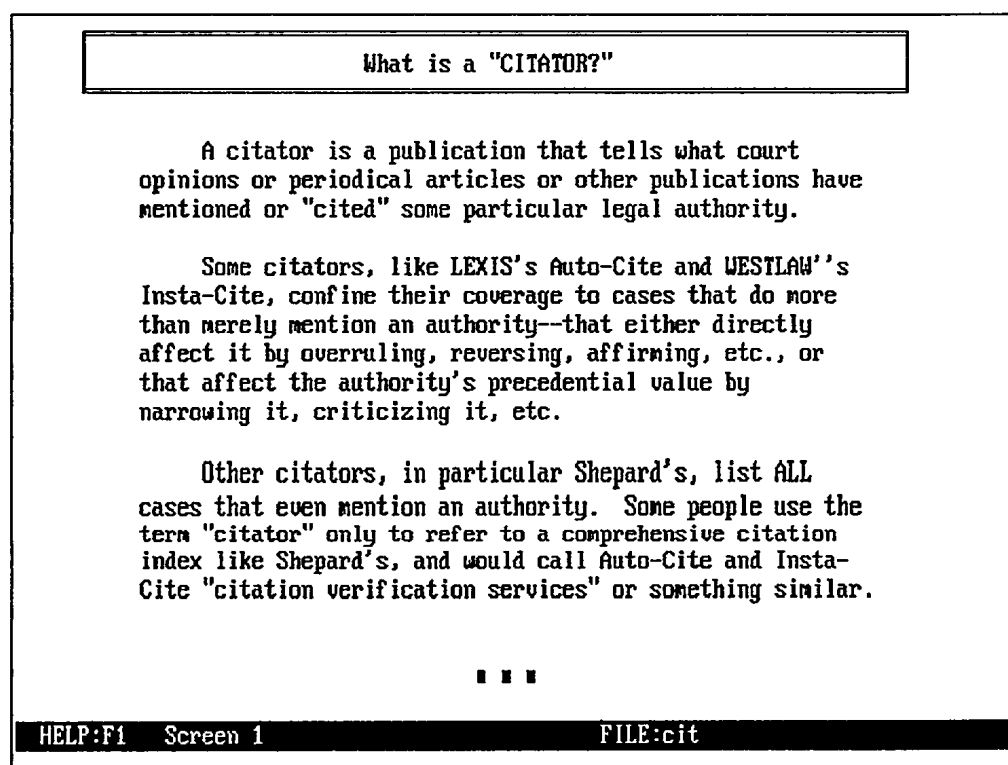 What is a "CITATOR?"
A citator is a publication that tells what court
opinions or periodical articles or other publications have
mentioned or "cited" some particular legal authority.
Some citators, like LEXIS's Auto-Cite and WESTLAW''s
Insta-Cite, confine their coverage to cases that do more
than merely mention an authority--that either directly
affect it by overruling, reversing, affirming, etc., or
that affect the authority's precedential value by
narrowing it, criticizing it, etc.
Other citators, in particular Shepard's, list ALL
cases that even mention an authority.  Some people use the
term "citator" only to refer to a comprehensive citation
index like Shepard's, and would call Auto-Cite and Insta-
Cite "citation verification services" or something similar.
HELP:F1 Screen 1 FILE:cit